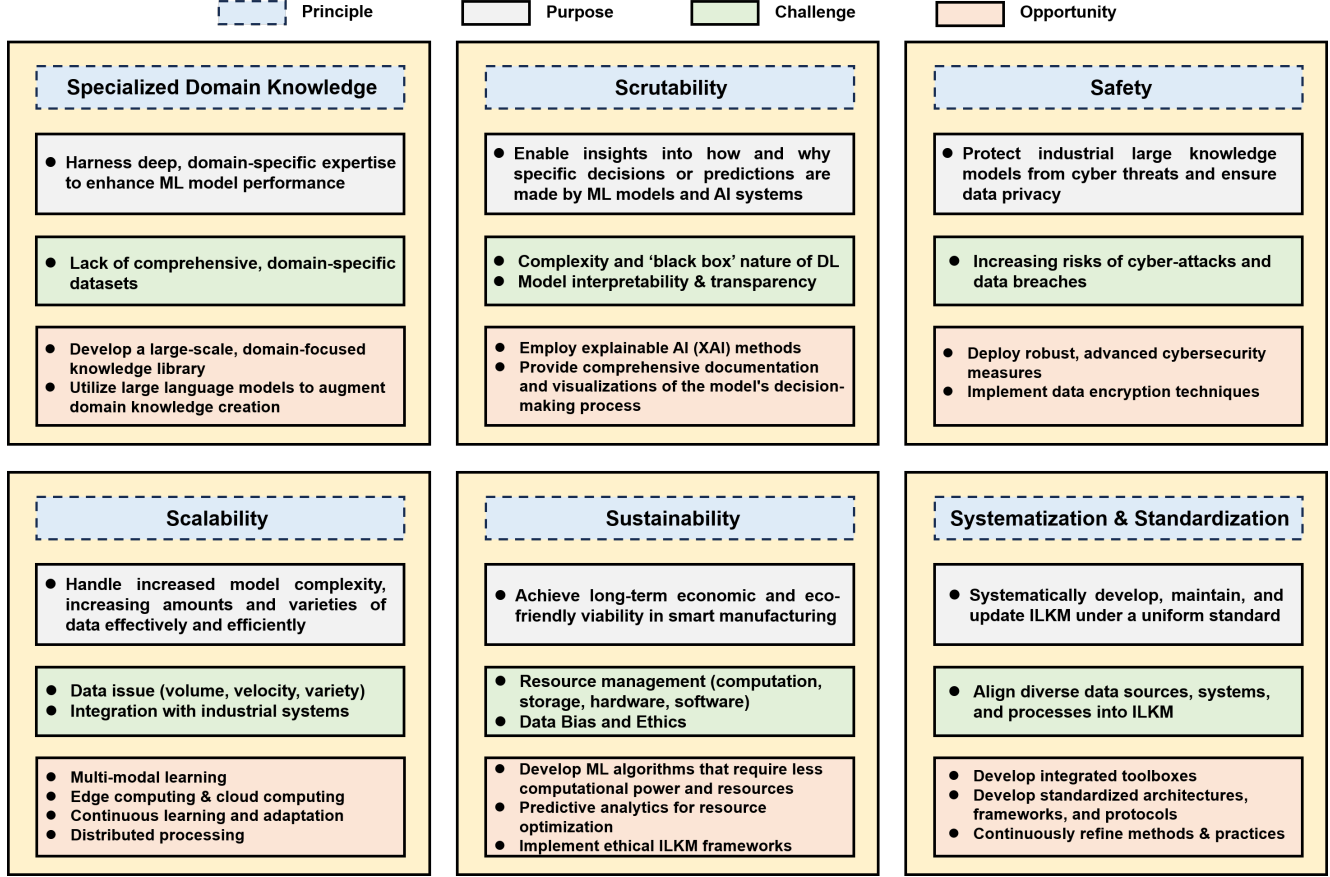 Principle
Purpose
Challenge
Opportunity
Specialized Domain Knowledge
● Harness deep, domain-specific expertise
to enhance ML model performance
● Lack of comprehensive, domain-specific
datasets
● Develop a large-scale, domain-focused
knowledge library
● Utilize large language models to augment
domain knowledge creation
Scrutability
● Enable insights into how and why
specific decisions or predictions are
made by ML models and AI systems
● Complexity and ‘black box’ nature of DL
● Model interpretability & transparency
● Employ explainable AI (XAI) methods
● Provide comprehensive documentation
and visualizations of the model's decision-
making process
Safety
● Protect industrial large knowledge
models from cyber threats and ensure
data privacy
● Increasing risks of cyber-attacks and
data breaches
● Deploy robust, advanced cybersecurity
measures
● Implement data encryption techniques
Scalability
● Handle increased model complexity,
increasing amounts and varieties of
data effectively and efficiently
● Data issue (volume, velocity, variety)
● Integration with industrial systems
● Multi-modal learning
● Edge computing & cloud computing
● Continuous learning and adaptation
● Distributed processing
Sustainability
● Achieve long-term economic and eco-
friendly viability in smart manufacturing
● Resource management (computation,
storage, hardware, software)
● Data Bias and Ethics
● Develop ML algorithms that require less
computational power and resources
● Predictive analytics for resource
optimization
● Implement ethical ILKM frameworks
Systematization & Standardization
● Systematically develop, maintain, and
update ILKM under a uniform standard
● Align diverse data sources, systems,
and processes into ILKM
● Develop integrated toolboxes
● Develop standardized architectures,
frameworks, and protocols
● Continuously refine methods & practices